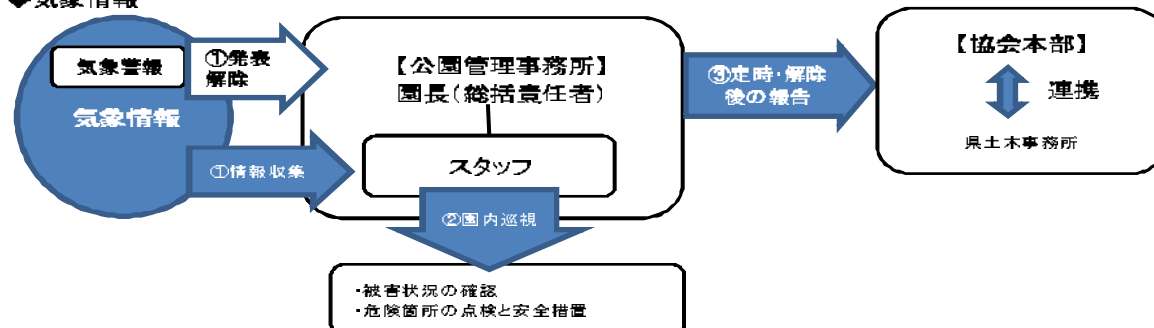 ◆気象情報
気象警報
気象情報
①発表
解除
①情報収集
【公園管理事務所】
園長(総括責任者)
スタッフ
②園内巡視
・被害状況の確認
・危険箇所の点検と安全措置
③定時・解除
後の報告
【協会本部】
連携
県土木事務所